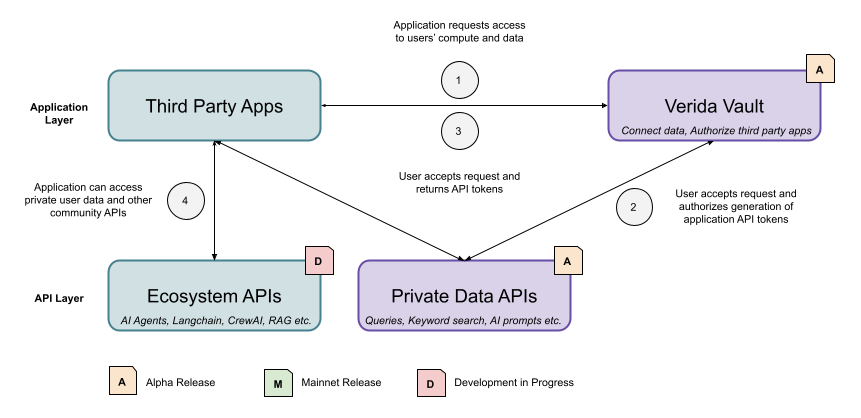 Application requests access
to users' compute and data
1
A
Application
Layer
Third Party Apps
Verida Vault
Connect data, Authorize third party apps
3
User accepts request and
returns API tokens
Application can access
private user data and other
community APIs
4
2
User accepts request and
authorizes generation of
application API tokens
API Layer
D
Ecosystem APIs
AI Agents, Langchain, CrewAI, RAG etc.
A
Private Data APIs
Queries, Keyword search, AI prompts etc.
A
Alpha Release
M
Mainnet Release
D
Development in Progress